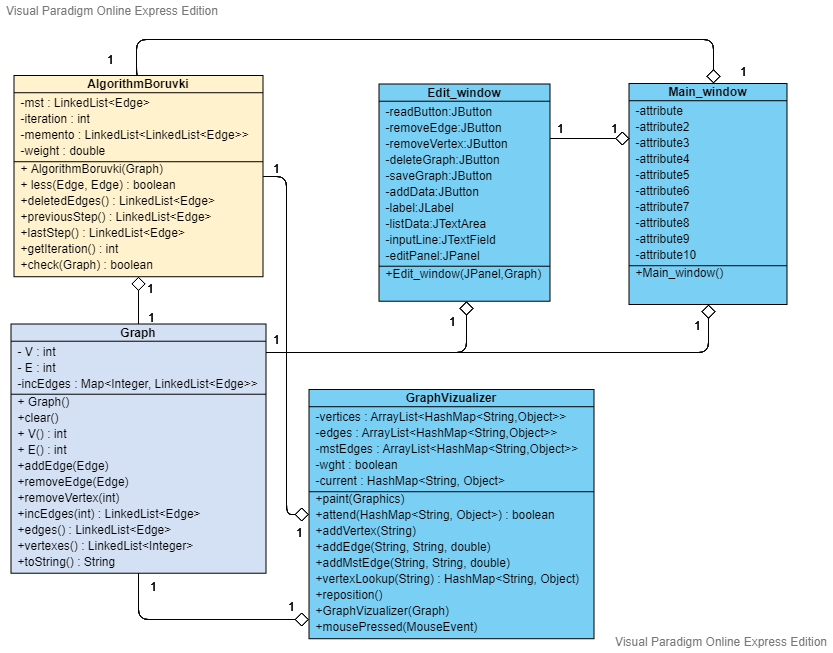 Visual Paradigm Online Express Edition
1
1
AlgorithmBoruvki
-mst : LinkedList<Edge>
-iteration : int
-memento : LinkedList<LinkedList<Edge>>
-weight : double
+ AlgorithmBoruvki(Graph)
+ less(Edge, Edge) : boolean
+deletedEdges() : LinkedList<Edge>
+previousStep() : LinkedList<Edge>
+lastStep() : LinkedList<Edge>
+getIteration() : int
+check(Graph) : boolean
1
1
1
Edit_window
-readButton:JButton
-removeEdge:JButton
-removeVertex:JButton
-deleteGraph:JButton
-saveGraph:JButton
-addData:JButton
-label:JLabel
-listData:JTextArea
-inputLine:JTextField
-editPanel:JPanel
+Edit_window(JPanel,Graph)
1
1
1
Main_window
-attribute
-attribute2
-attribute3
-attribute4
-attribute5
-attribute6
-attribute7
-attribute8
-attribute9
-attribute10
+Main_window()
1
Graph
- V : int
- E : int
-incEdges : Map<Integer, LinkedList<Edge>>
+ Graph()
+clear()
+ V() : int
+ E() : int
+addEdge(Edge)
+removeEdge(Edge)
+removeVertex(int)
+incEdges(int) : LinkedList<Edge>
+edges() : LinkedList<Edge>
+vertexes() : LinkedList<Integer>
+toString() : String
1
1
GraphVizualizer
-vertices : ArrayList<HashMap<String,Object>>
-edges : ArrayList<HashMap<String,Object>>
-mstEdges : ArrayList<HashMap<String,Object>>
-wght : boolean
-current : HashMap<String, Object>
+paint(Graphics)
+attend(HashMap<String, Object>) : boolean
+addVertex(String)
+addEdge(String, String, double)
+addMstEdge(String, String, double)
+vertexLookup(String) : HashMap<String, Object)
+reposition()
+GraphVizualizer(Graph)
+mousePressed(MouseEvent)
1
1
Visual Paradigm Online Express Edition